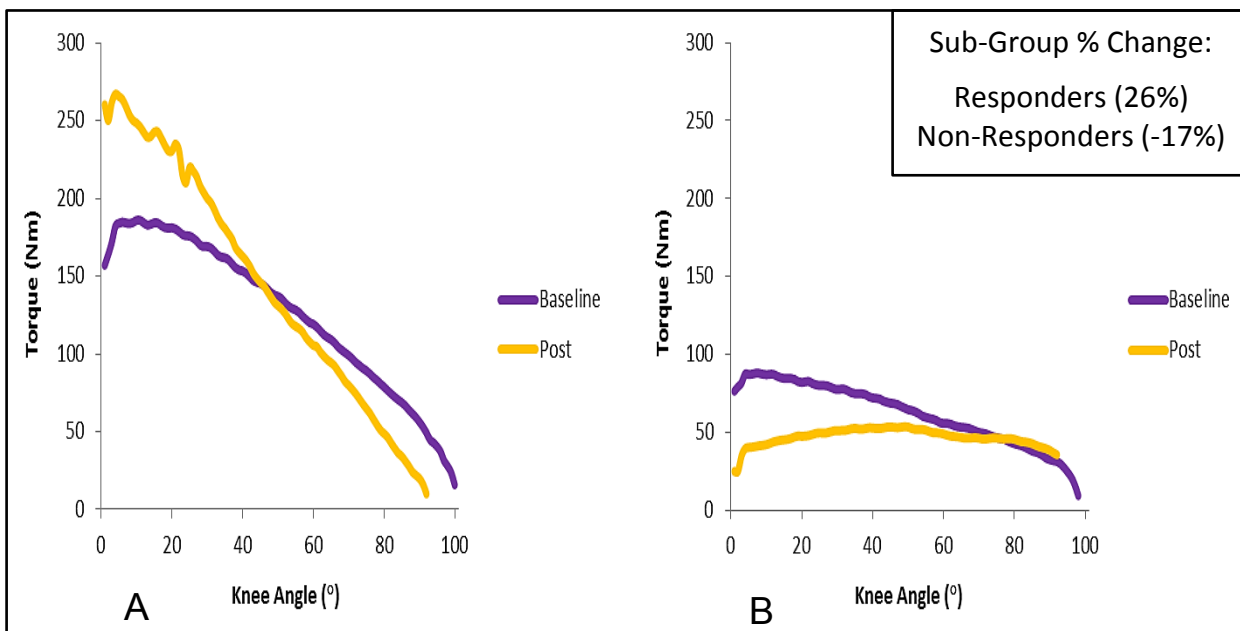 Sub-Group % Change:
Responders (26%)
Non-Responders (-17%)
300
250
200
150
100
50
0
Torque (Nm)
0 20 40 60 80 100
Knee Angle (º)
Baseline
Post
A
300
250
200
150
100
50
0
Torque (Nm)
0 20 40 60 80 100
Knee Angle (º)
Baseline
Post
B